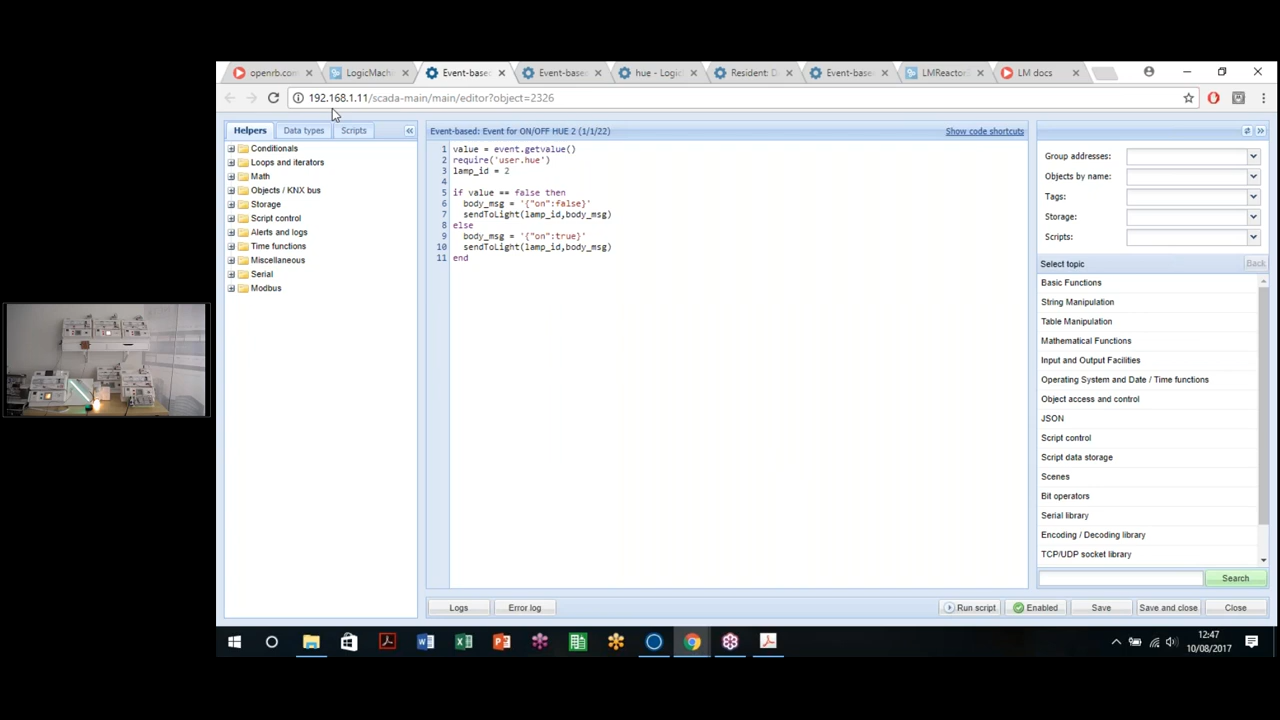 openrb.com
LogicMach
Event-base
Event-base
hue - Logic
Resident: D
Event-base
LMReactor2
LM docs
192.168.1.11/scada-main/main/editor?object=2326
Helpers
Data types
Scripts
Conditionals
Loops and iterators
Math
Objects / KNX bus
Storage
Script control
Alerts and logs
Time functions
Miscellaneous
Serial
Modbus
Event-based: Event for ON/OFF HUE 2 (1/1/22)
Show code shortcuts
1 value = event.getvalue()
2 require('user.hue')
3 lamp_id = 2
4
5 if value == false then
6 body_msg = '{"on":false}'
7 sendToLight(lamp_id,body_msg)
8 else
9 body_msg = '{"on":true}'
10 sendToLight(lamp_id,body_msg)
11 end
Group addresses:
Objects by name:
Tags:
Storage:
Scripts:
Select topic
Back
Basic Functions
String Manipulation
Table Manipulation
Mathematical Functions
Input and Output Facilities
Operating System and Date / Time functions
Object access and control
JSON
Script control
Script data storage
Scenes
Bit operators
Serial library
Encoding / Decoding library
TCP/UDP socket library
Search
Logs
Error log
Run script
Enabled
Save
Save and close
Close
12:47
10/08/2017